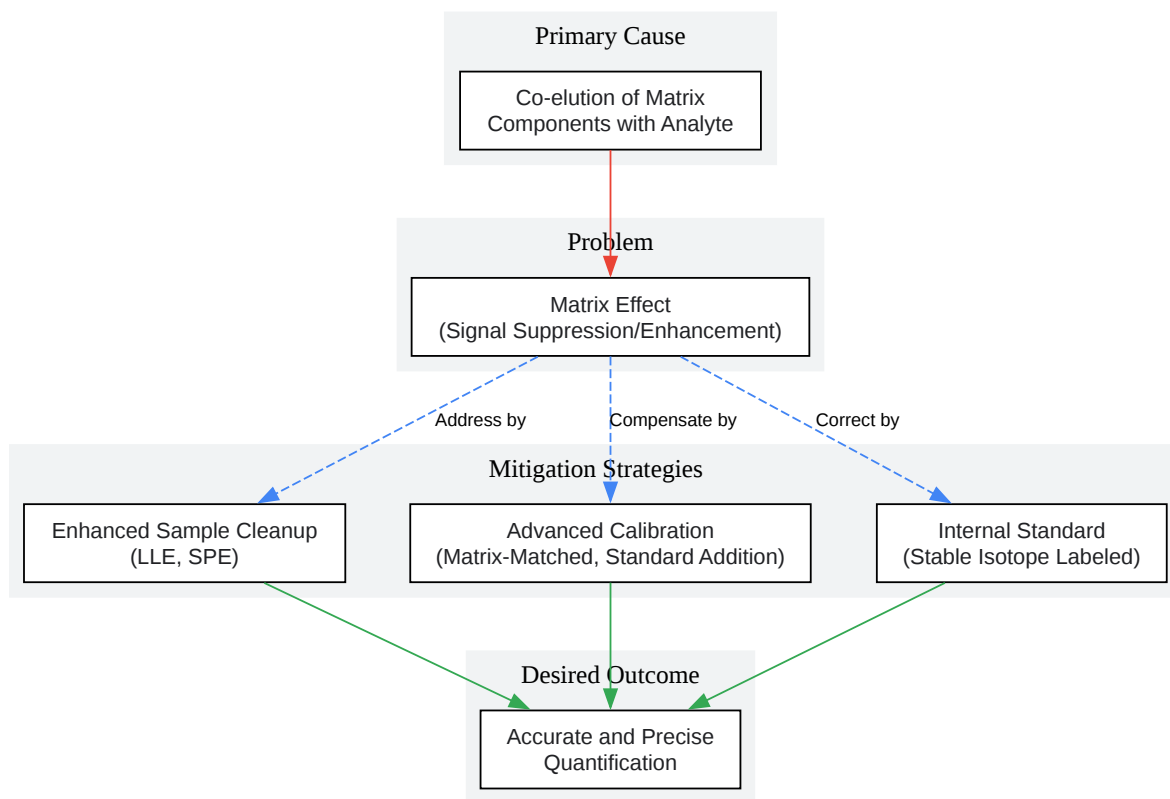 Primary Cause
Co-elution of Matrix
Components with Analyte
Problem
Matrix Effect
(Signal Suppression/Enhancement)
Address by
Compensate by
Correct by
Mitigation Strategies
Enhanced Sample Cleanup
(LLE, SPE)
Advanced Calibration
(Matrix-Matched, Standard Addition)
Internal Standard
(Stable Isotope Labeled)
Desired Outcome
Accurate and Precise
Quantification